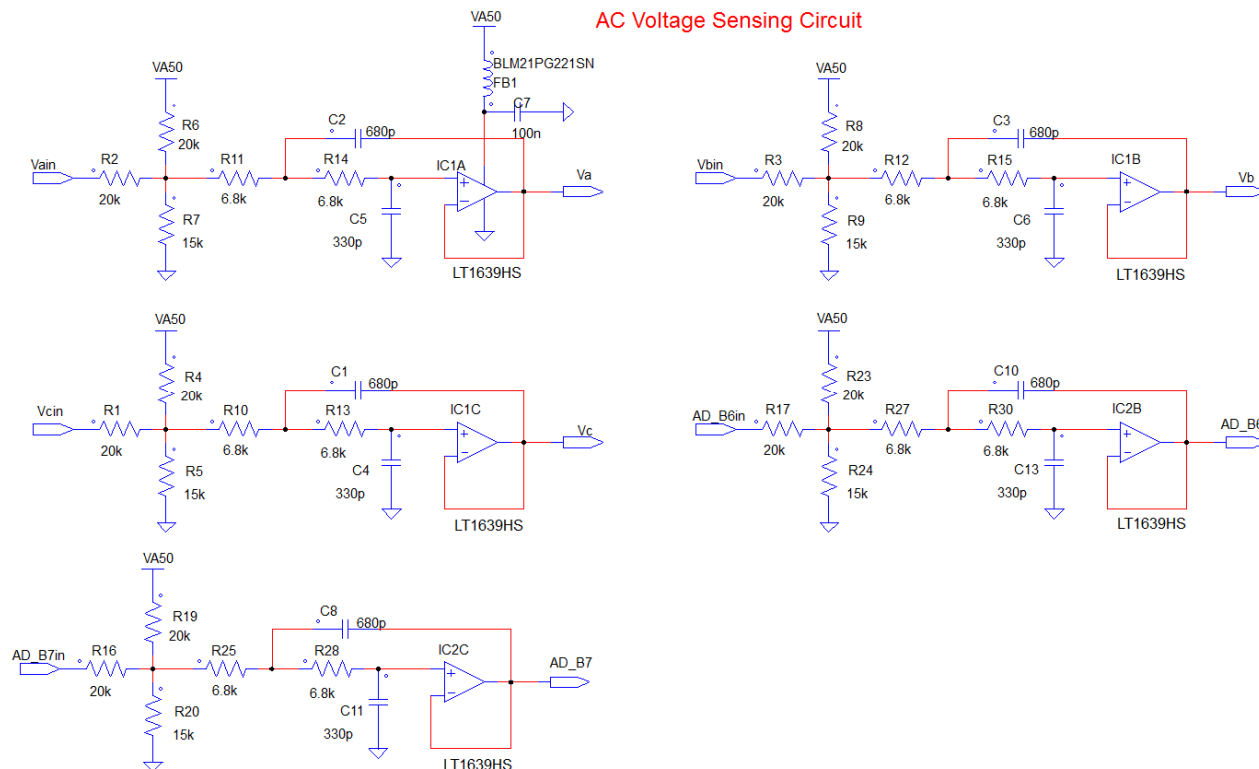 AC Voltage Sensing Circuit
VA50
BLM21PG221SN
FB1
C7
100n
VA50
R6
20k
C2
680p
Vain
R2
20k
R11
6.8k
R14
6.8k
IC1A
Va
R7
15k
C5
330p
LT1639HS
VA50
R8
20k
C3
680p
Vbin
R3
20k
R12
6.8k
R15
6.8k
IC1B
Vb
R9
15k
C6
330p
LT1639HS
VA50
R4
20k
C1
680p
Vcin
R1
20k
R10
6.8k
R13
6.8k
IC1C
Vc
R5
15k
C4
330p
LT1639HS
VA50
R23
20k
C10
680p
AD_B6in
R17
20k
R27
6.8k
R30
6.8k
IC2B
AD_B6
R24
15k
C13
330p
LT1639HS
VA50
R19
20k
C8
680p
AD_B7in
R16
20k
R25
6.8k
R28
6.8k
IC2C
AD_B7
R20
15k
C11
330p
LT1639HS